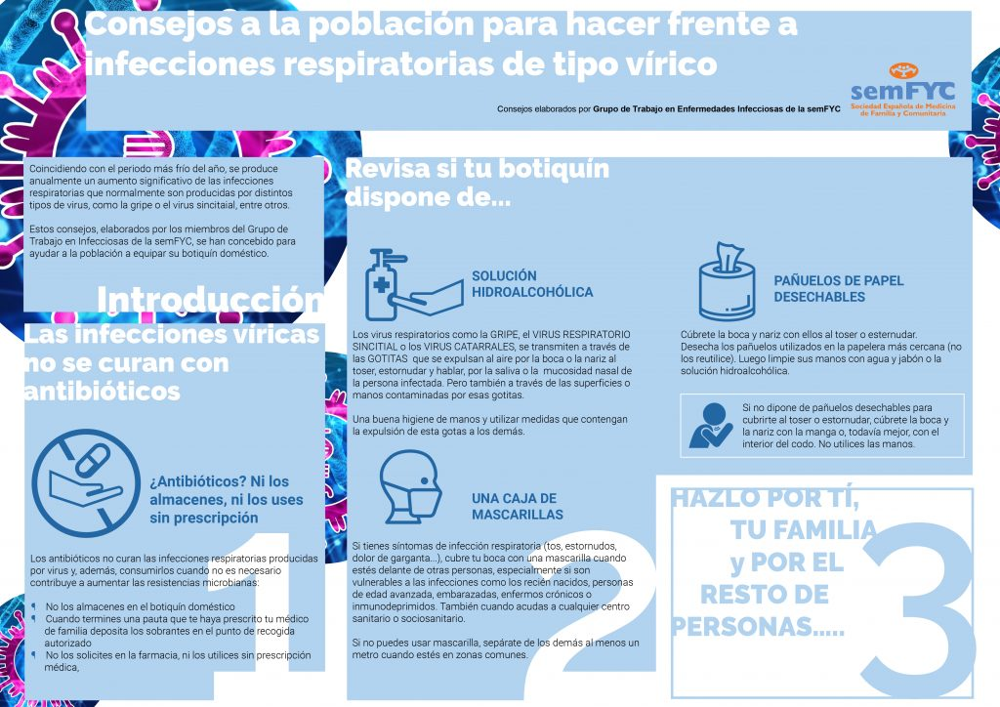 Consejos a la población para hacer frente a
infecciones respiratorias de tipo vírico
Consejos elaborados por Grupo de Trabajo en Enfermedades Infecciosas de la semFYC
semFYC
Sociedad Española de Medicina
de Familia y Comunitaria
Coincidiendo con el periodo más frío del año, se produce
anualmente un aumento significativo de las infecciones
respiratorias que normalmente son producidas por distintos
tipos de virus, como la gripe o el virus sincitaial, entre otros.
Estos consejos, elaborados por los miembros del Grupo de
Trabajo en Infecciosas de la semFYC, se han concebido para
ayudar a la población a equipar su botiquín doméstico.
Introducción
Las infecciones víricas
no se curan con
antibióticos
¿Antibióticos? Ni los
almacenes, ni los uses
sin prescripción
Los antibióticos no curan las infecciones respiratorias producidas
por virus y, además, consumirlos cuando no es necesario
contribuye a aumentar las resistencias microbianas:
¶ No los almacenes en el botiquín doméstico
¶ Cuando termines una pauta que te haya prescrito tu médico
de familia deposita los sobrantes en el punto de recogida
autorizado
¶ No los solicites en la farmacia, ni los utilices sin prescripción
médica,
1
Revisa si tu botiquín
dispone de...
SOLUCIÓN
HIDROALCOHÓLICA
Los virus respiratorios como la GRIPE, el VIRUS RESPIRATORIO
SINCITIAL o los VIRUS CATARRALES, se transmiten a través de
las GOTITAS que se expulsan al aire por la boca o la nariz al
toser, estornudar y hablar, por la saliva o la mucosidad nasal de
la persona infectada. Pero también a través de las superficies o
manos contaminadas por esas gotitas.
Una buena higiene de manos y utilizar medidas que contengan
la expulsión de esta gotas a los demás.
UNA CAJA DE
MASCARILLAS
Si tienes síntomas de infección respiratoria (tos, estornudos,
dolor de garganta...), cubre tu boca con una mascarilla cuando
estés delante de otras personas, especialmente si son
vulnerables a las infecciones como los recién nacidos, personas
de edad avanzada, embarazadas, enfermos crónicos o
inmunodeprimidos. También cuando acudas a cualquier centro
sanitario o sociosanitario.
Si no puedes usar mascarilla, sepárate de los demás al menos un
metro cuando estés en zonas comunes.
2
PAÑUELOS DE PAPEL
DESECHABLES
Cúbrete la boca y nariz con ellos al toser o esternudar.
Desecha los pañuelos utilizados en la papelera más cercana (no
los reutilice). Luego limpie sus manos con agua y jabón o la
solución hidroalcohólica.
Si no dipone de pañuelos desechables para
cubrirte al toser o estornudar, cúbrete la boca y
la nariz con la manga o, todavía mejor, con el
interior del codo. No utilices las manos.
HAZLO POR TÍ,
TU FAMILIA
y POR EL
RESTO DE
PERSONAS.....
3